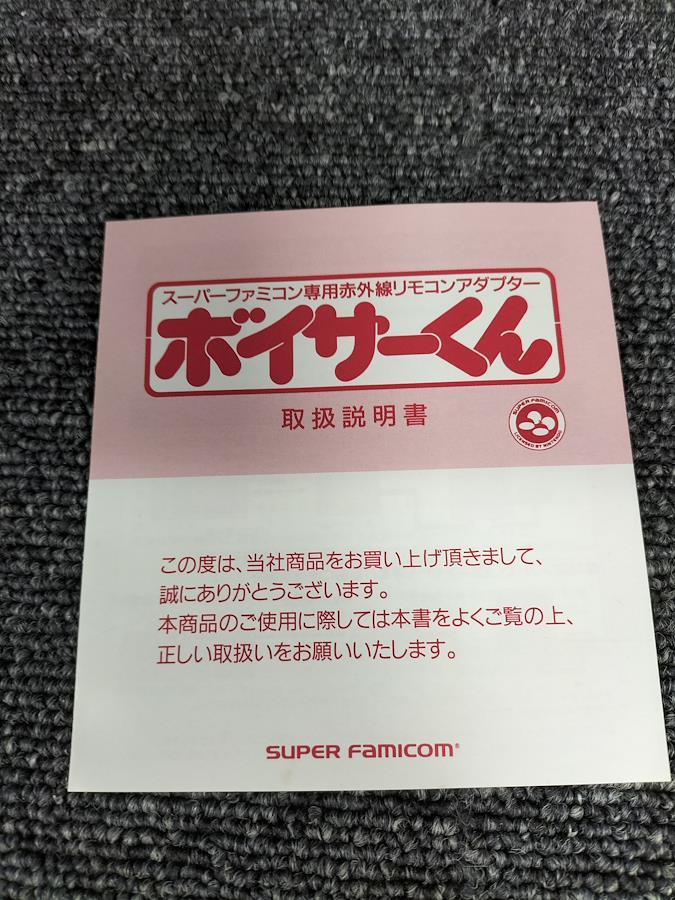 スーパーファミコン専用赤外線リモコンアダプター
ボイサーくん
取扱説明書
SUPER FAMICOM
LICENSED BY NINTENDO
この度は、当社商品をお買い上げ頂きまして、
誠にありがとうございます。
本商品のご使用に際しては本書をよくご覧の上、
正しい取扱いをお願いいたします。
SUPER FAMICOM®